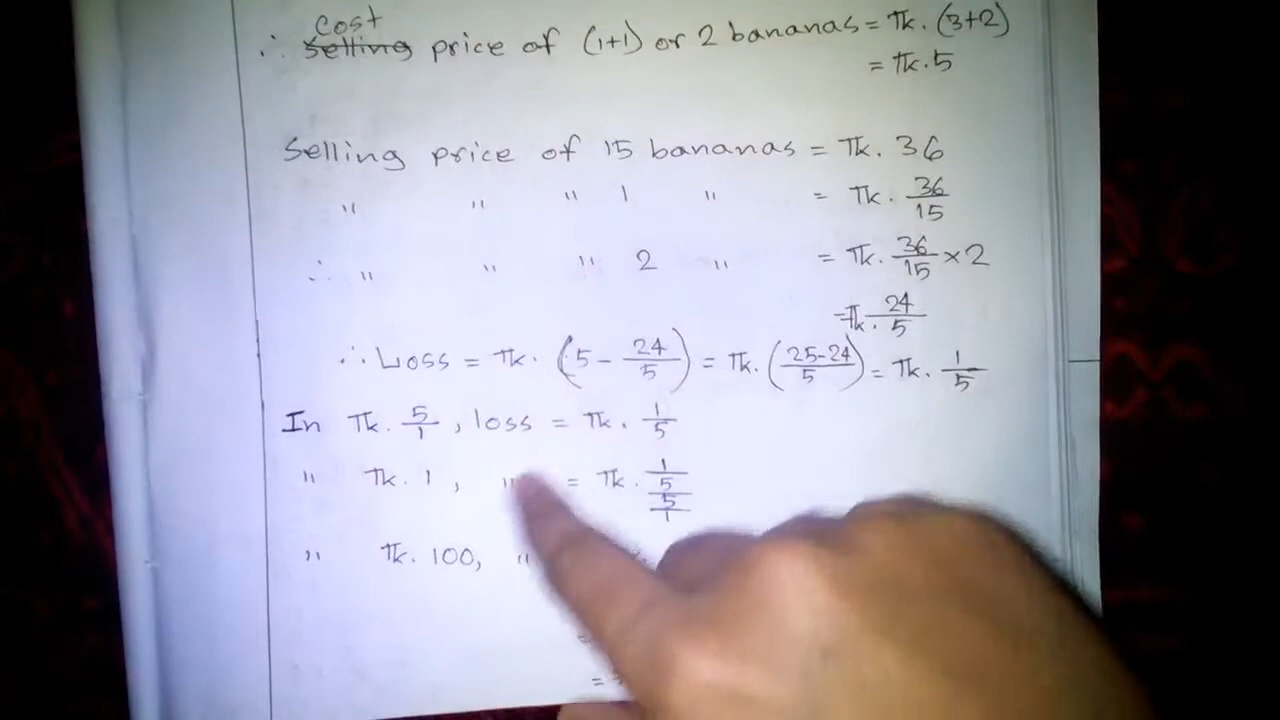 cost
∴ selling price of (1+1) or 2 bananas = Tk. (3+2)
= Tk. 5
Selling price of 15 bananas = Tk. 36
" " " 1 " = Tk. 36/15
∴ " " " 2 " = Tk. 36/15 × 2
= Tk. 24/5
∴ Loss = Tk. (5 - 24/5) = Tk. (25-24/5) = Tk. 1/5
In Tk. 5/1, loss = Tk. 1/5
" Tk. 1, " = Tk. 1/5/5/1
" Tk. 100, "
=
=